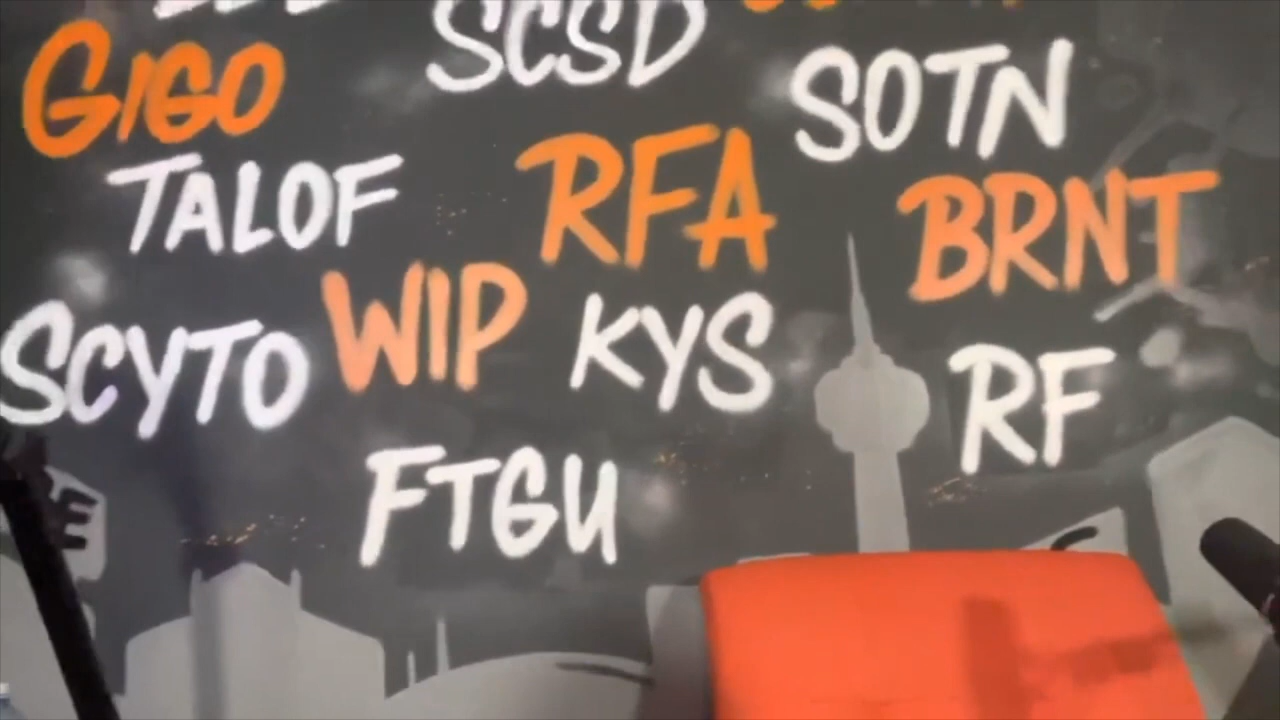 SCSD
GIGO
SOTN
TALOF
RFA
BRNT
SCYTO
WIP
KYS
RF
FTGU